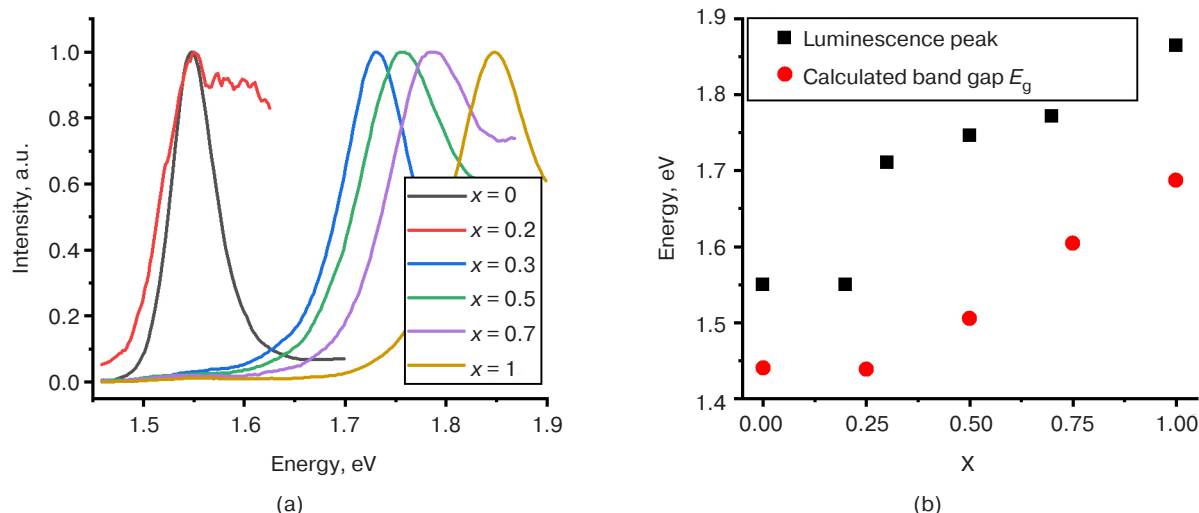 Intensity, a.u.
1.0
0.8
0.6
0.4
0.2
0.0
x = 0
x = 0.2
x = 0.3
x = 0.5
x = 0.7
x = 1
1.5 1.6 1.7 1.8 1.9
Energy, eV
(a)
Energy, eV
1.9
1.8
1.7
1.6
1.5
1.4
Luminescence peak
Calculated band gap Eg
0.00 0.25 0.50 0.75 1.00
X
(b)